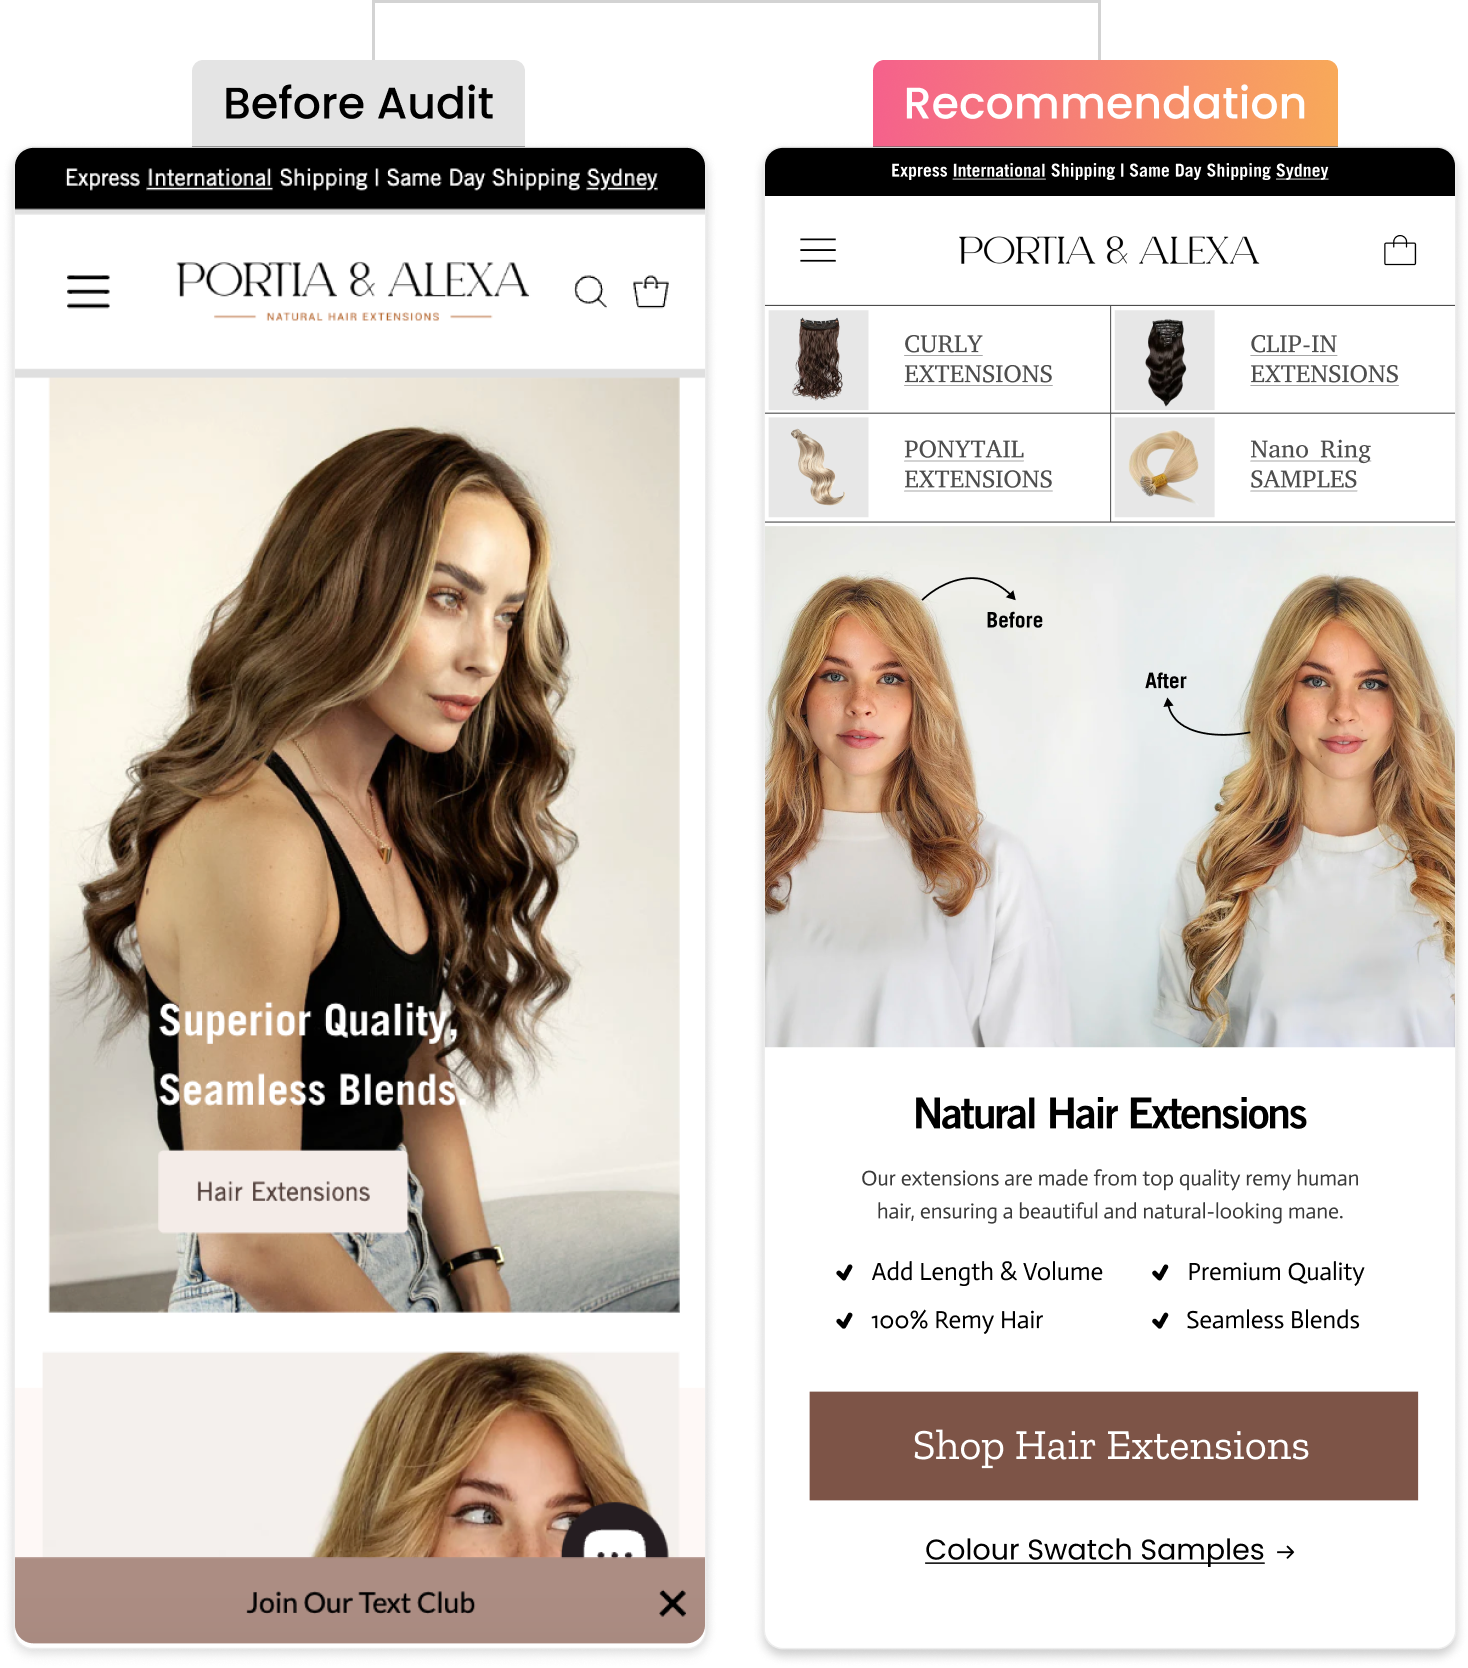 Before Audit
Express International Shipping | Same Day Shipping Sydney
PORTIA & ALEXA
NATURAL HAIR EXTENSIONS
Superior Quality,
Seamless Blends.
Hair Extensions
Join Our Text Club
Recommendation
Express International Shipping | Same Day Shipping Sydney
PORTIA & ALEXA
CURLY
EXTENSIONS
CLIP-IN
EXTENSIONS
PONYTAIL
EXTENSIONS
Nano Ring
SAMPLES
Before
After
Natural Hair Extensions
Our extensions are made from top quality remy human
hair, ensuring a beautiful and natural-looking mane.
Add Length & Volume
Premium Quality
100% Remy Hair
Seamless Blends
Shop Hair Extensions
Colour Swatch Samples →